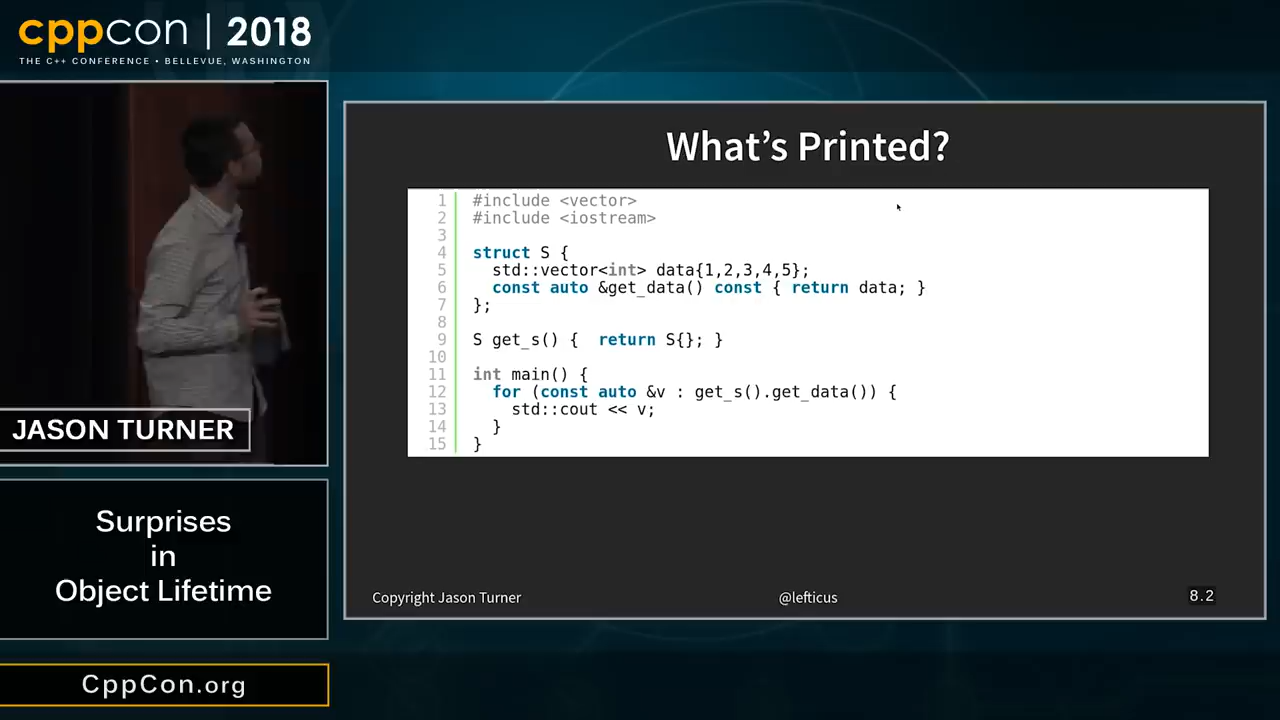 cppcon | 2018
THE C++ CONFERENCE • BELLEVUE, WASHINGTON
JASON TURNER
Surprises
in
Object Lifetime
CppCon.org
What's Printed?
1 #include <vector>
2 #include <iostream>
3
4 struct S {
5 std::vector<int> data{1,2,3,4,5};
6 const auto &get_data() const { return data; }
7 };
8
9 S get_s() { return S{}; }
10
11 int main() {
12 for (const auto &v : get_s().get_data()) {
13 std::cout << v;
14 }
15 }
Copyright Jason Turner
@lefticus
8.2